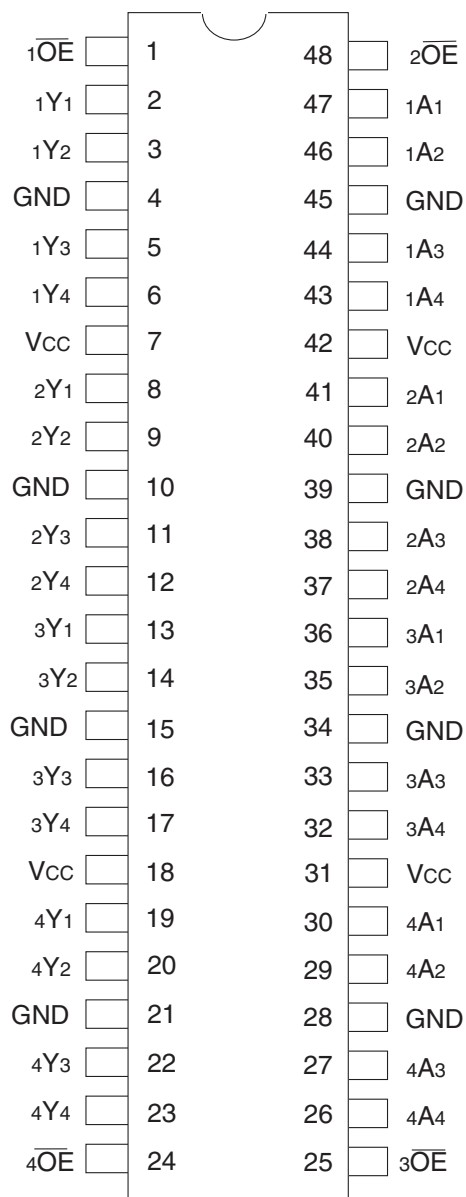 1OE 1 48 2OE
1Y1 2 47 1A1
1Y2 3 46 1A2
GND 4 45 GND
1Y3 5 44 1A3
1Y4 6 43 1A4
VCC 7 42 VCC
2Y1 8 41 2A1
2Y2 9 40 2A2
GND 10 39 GND
2Y3 11 38 2A3
2Y4 12 37 2A4
3Y1 13 36 3A1
3Y2 14 35 3A2
GND 15 34 GND
3Y3 16 33 3A3
3Y4 17 32 3A4
VCC 18 31 VCC
4Y1 19 30 4A1
4Y2 20 29 4A2
GND 21 28 GND
4Y3 22 27 4A3
4Y4 23 26 4A4
4OE 24 25 3OE